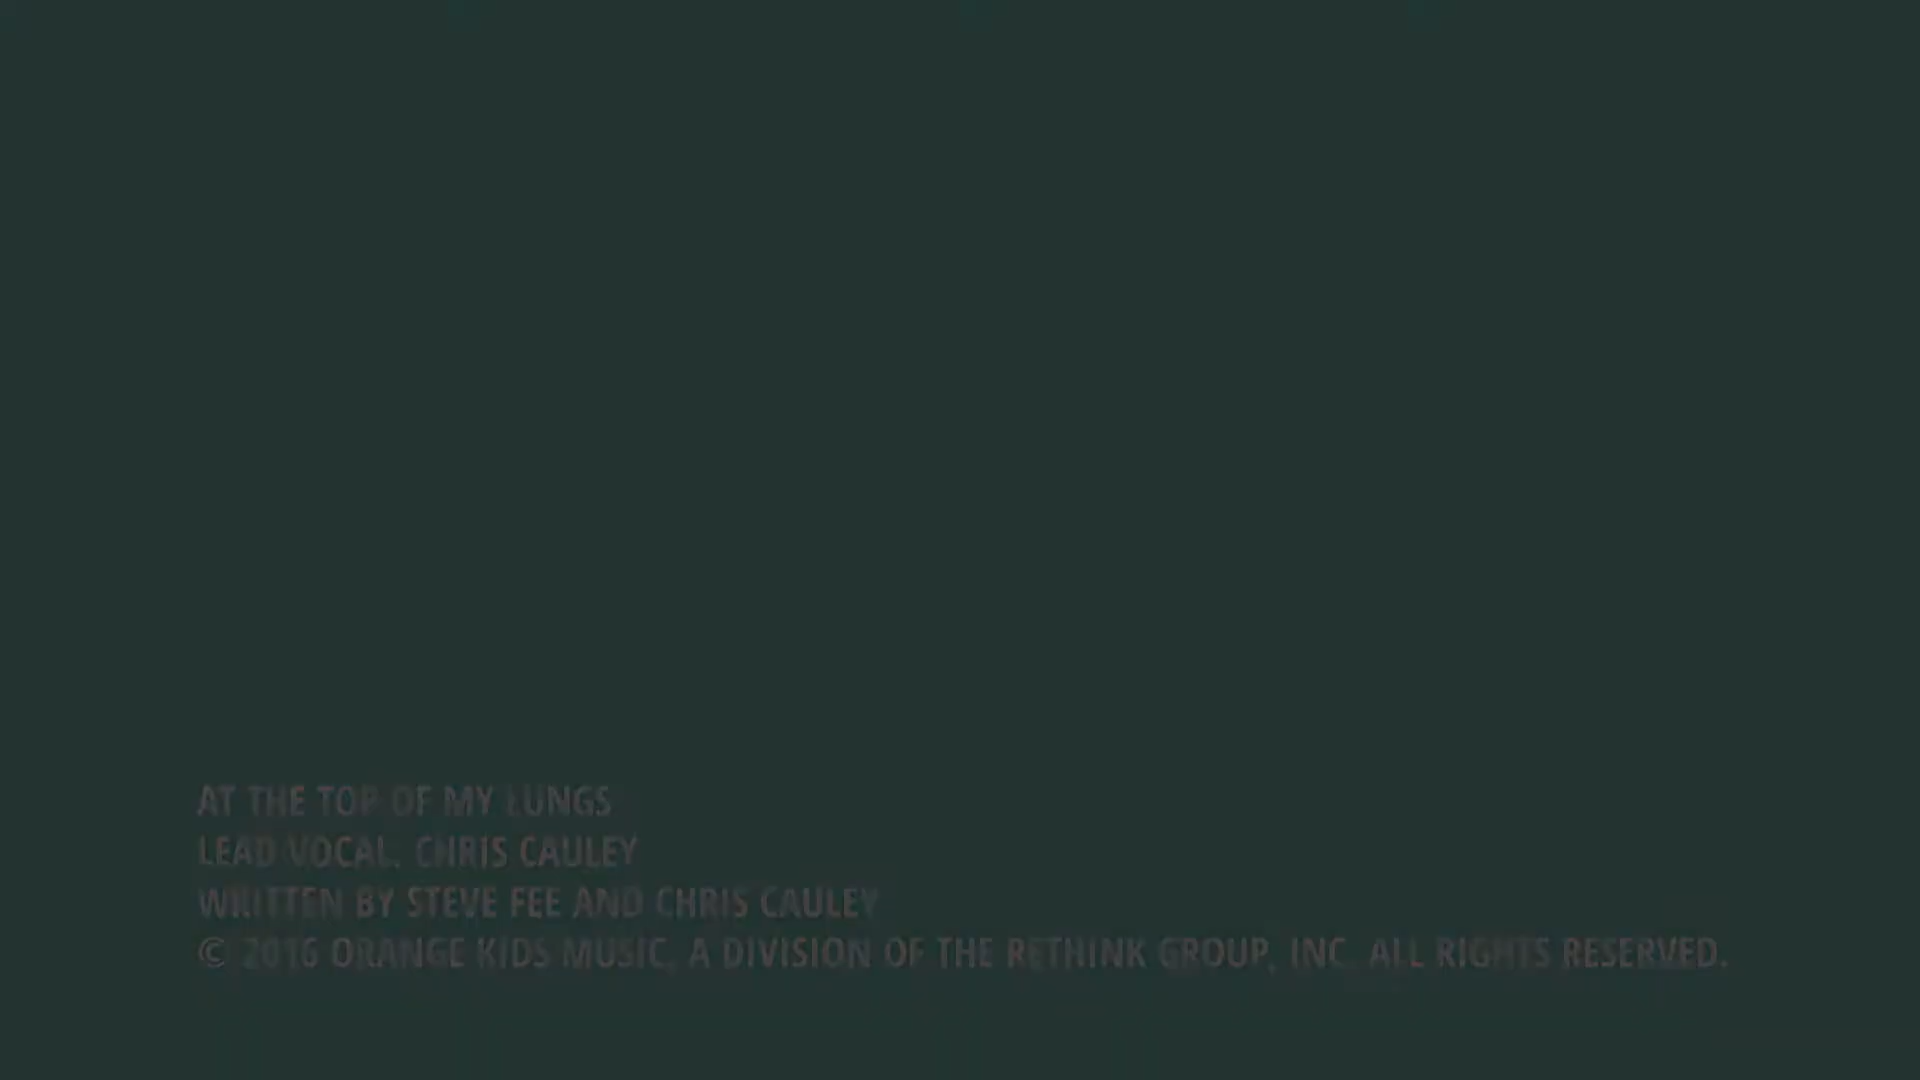 AT THE TOP OF MY LUNGS
LEAD VOCAL, CHRIS CAULEY
WRITTEN BY STEVE FEE AND CHRIS CAULEY
© 2016 ORANGE KIDS MUSIC, A DIVISION OF THE RETHINK GROUP, INC. ALL RIGHTS RESERVED.